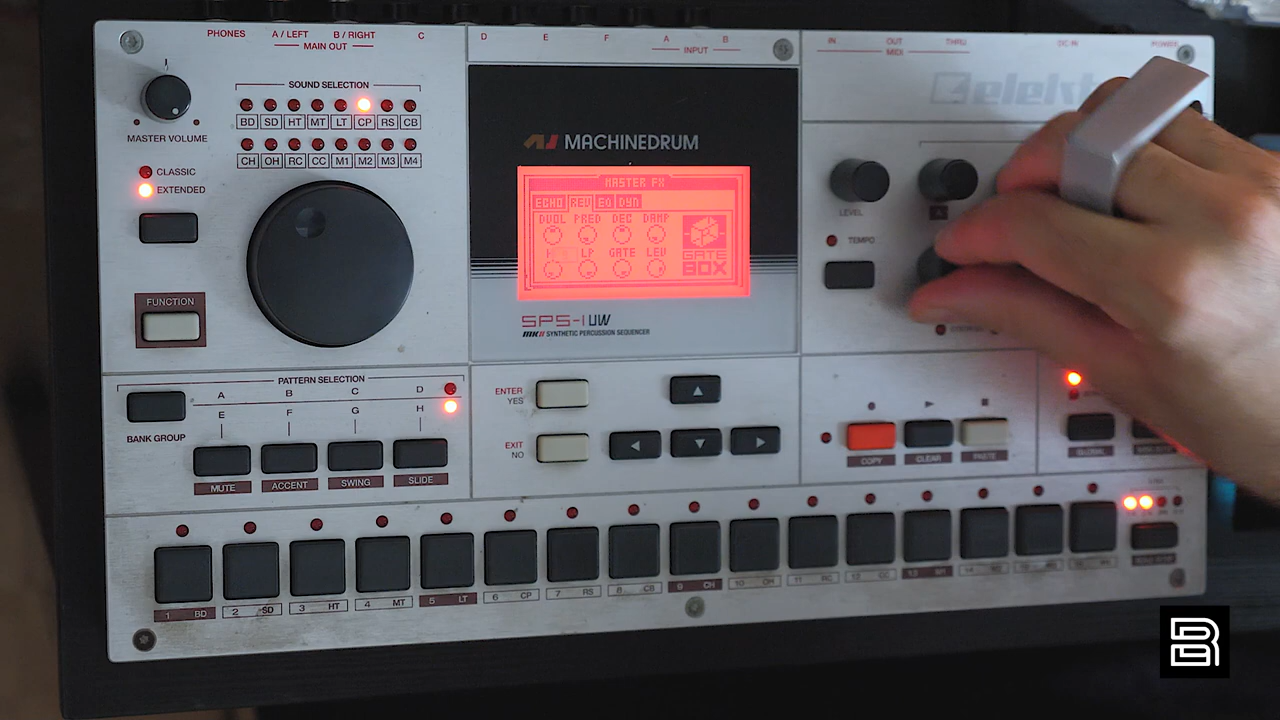 PHONES A / LEFT B / RIGHT C D E F A B IN OUT THRU DC IN POWER
MAIN OUT INPUT MIDI
SOUND SELECTION
BD SD HT MT LT CP RS CB
CH OH RC CC M1 M2 M3 M4
MASTER VOLUME
CLASSIC
EXTENDED
FUNCTION
MACHINEDRUM
MASTER FX
ECHO REV EQ DYN
DVOL PRED DEC DAMP
LP GATE LEV
GATE
BOX
SPS-1 UW
MKII SYNTHETIC PERCUSSION SEQUENCER
elekt
LEVEL
A
TEMPO
PATTERN SELECTION
A B C D
E F G H
BANK GROUP
MUTE ACCENT SWING SLIDE
ENTER
YES
EXIT
NO
COPY CLEAR PASTE
GLOBAL
1 BD 2 SD 3 HT 4 MT 5 LT 6 CP 7 RS 8 CB 9 CH 10 OH 11 RC 12 CC 13 M1 14
B